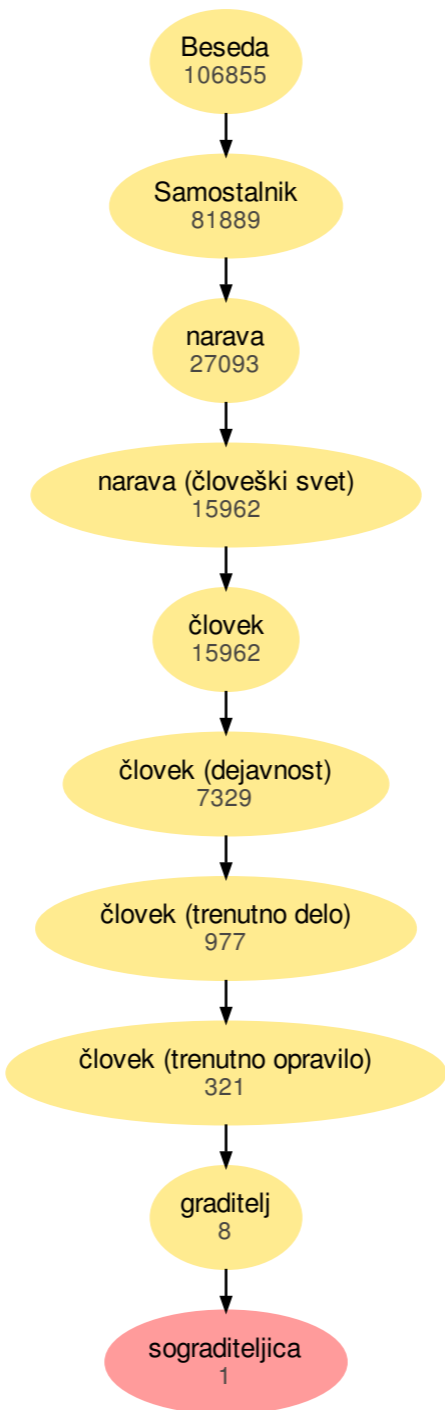 Beseda
106855
Samostalnik
81889
narava
27093
narava (človeški svet)
15962
človek
15962
človek (dejavnost)
7329
človek (trenutno delo)
977
človek (trenutno opravilo)
321
graditelj
8
sograditeljica
1